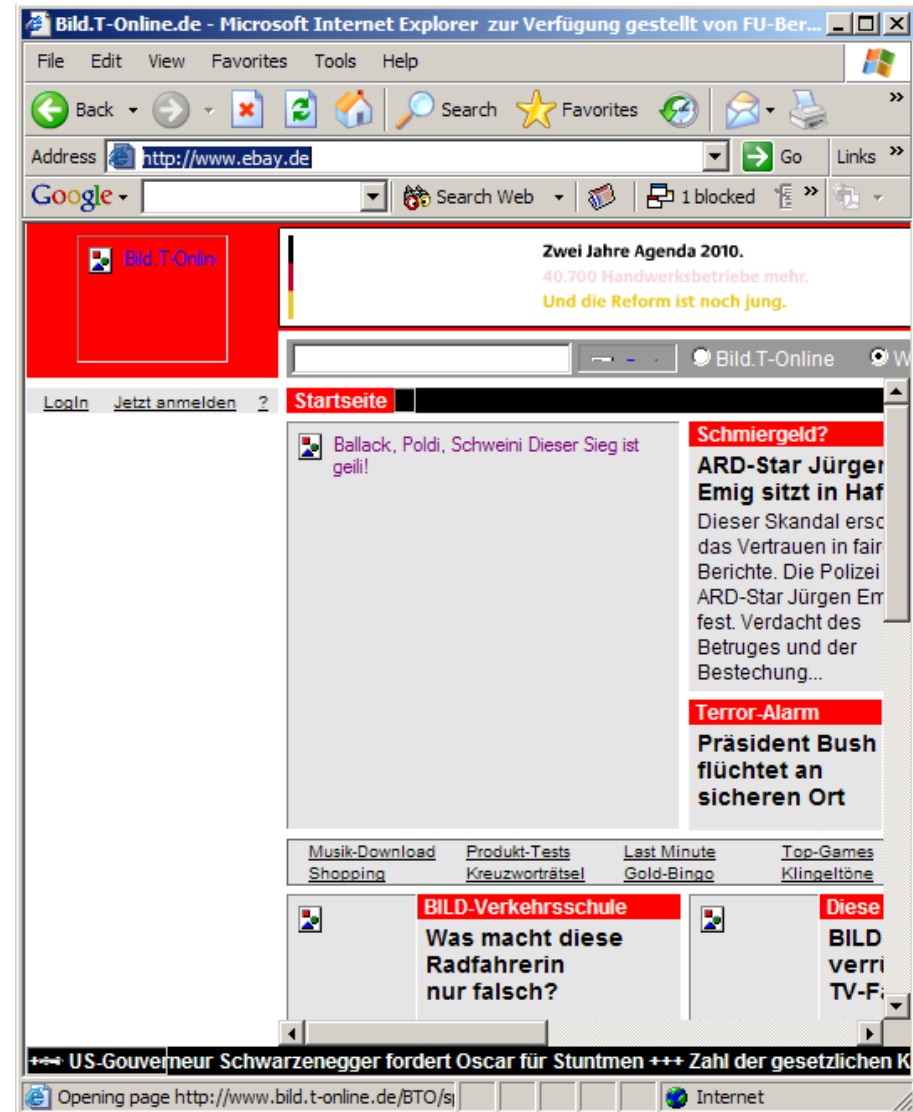 Bild.T-Online.de - Microsoft Internet Explorer zur Verfügung gestellt von FU-Ber...
File Edit View Favorites Tools Help
Back Search Favorites »
Address http://www.ebay.de Go Links »
Google Search Web 1 blocked »
Bild.T-Onlin
Zwei Jahre Agenda 2010.
40.700 Handwerksbetriebe mehr.
Und die Reform ist noch jung.
Bild.T-Online W
LogIn Jetzt anmelden ?
Startseite
Ballack, Poldi, Schweini Dieser Sieg ist
geili!
Schmiergeld?
ARD-Star Jürger
Emig sitzt in Haf
Dieser Skandal ersc
das Vertrauen in fair
Berichte. Die Polizei
ARD-Star Jürgen Em
fest. Verdacht des
Betruges und der
Bestechung...
Terror-Alarm
Präsident Bush
flüchtet an
sicheren Ort
Musik-Download Produkt-Tests Last Minute Top-Games
Shopping Kreuzworträtsel Gold-Bingo Klingeltöne
BILD-Verkehrsschule
Was macht diese
Radfahrerin
nur falsch?
Diese
BILD
verrü
TV-Fa
US-Gouverneur Schwarzenegger fordert Oscar für Stuntmen +++ Zahl der gesetzlichen K
Opening page http://www.bild.t-online.de/BTO/s Internet